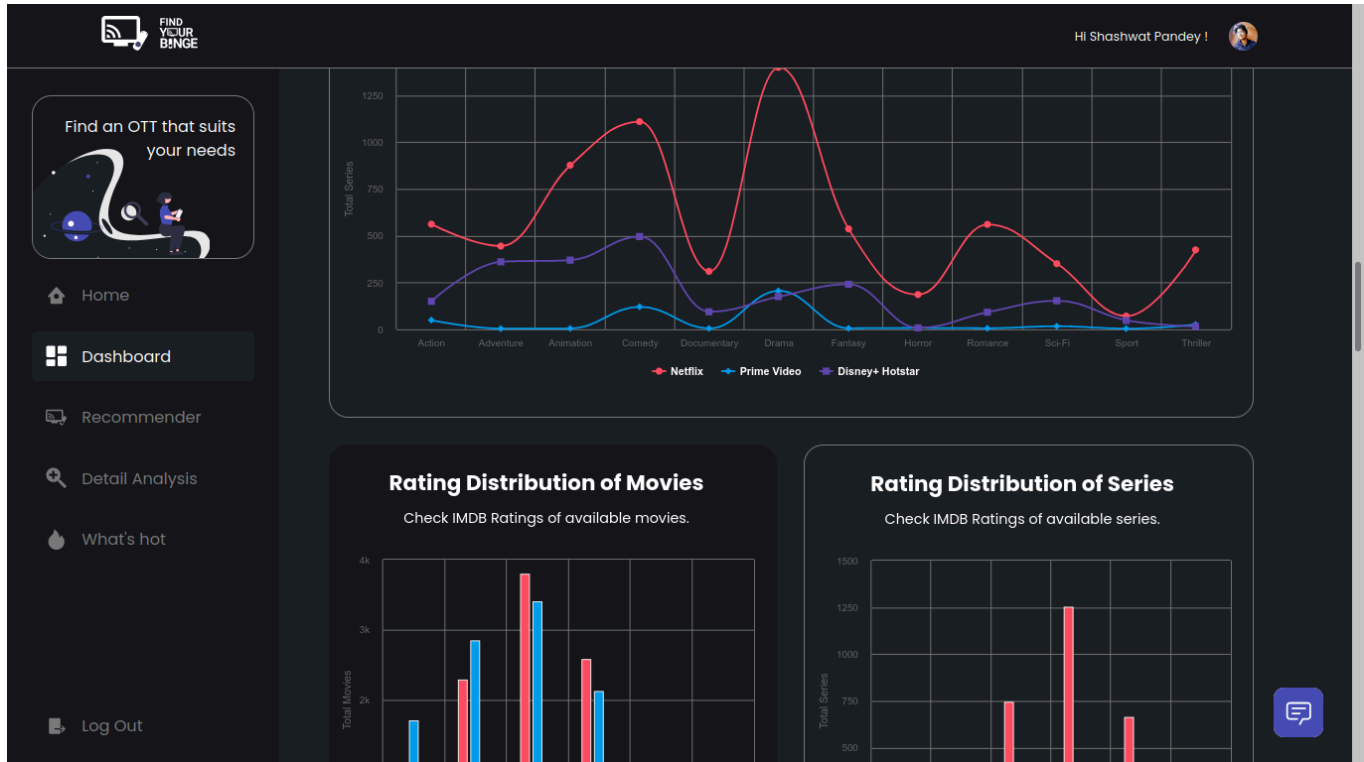 FIND
YOUR
B!NGE
Hi Shashwat Pandey !
Find an OTT that suits
your needs
Home
Dashboard
Recommender
Detail Analysis
What's hot
Log Out
1250
1000
750
500
250
0
Total Series
Action Adventure Animation Comedy Documentary Drama Fantasy Horror Romance Sci-Fi Sport Thriller
Netflix Prime Video Disney+ Hotstar
Rating Distribution of Movies
Check IMDB Ratings of available movies.
4k
3k
2k
Total Movies
Rating Distribution of Series
Check IMDB Ratings of available series.
1500
1250
1000
750
500
Total Series